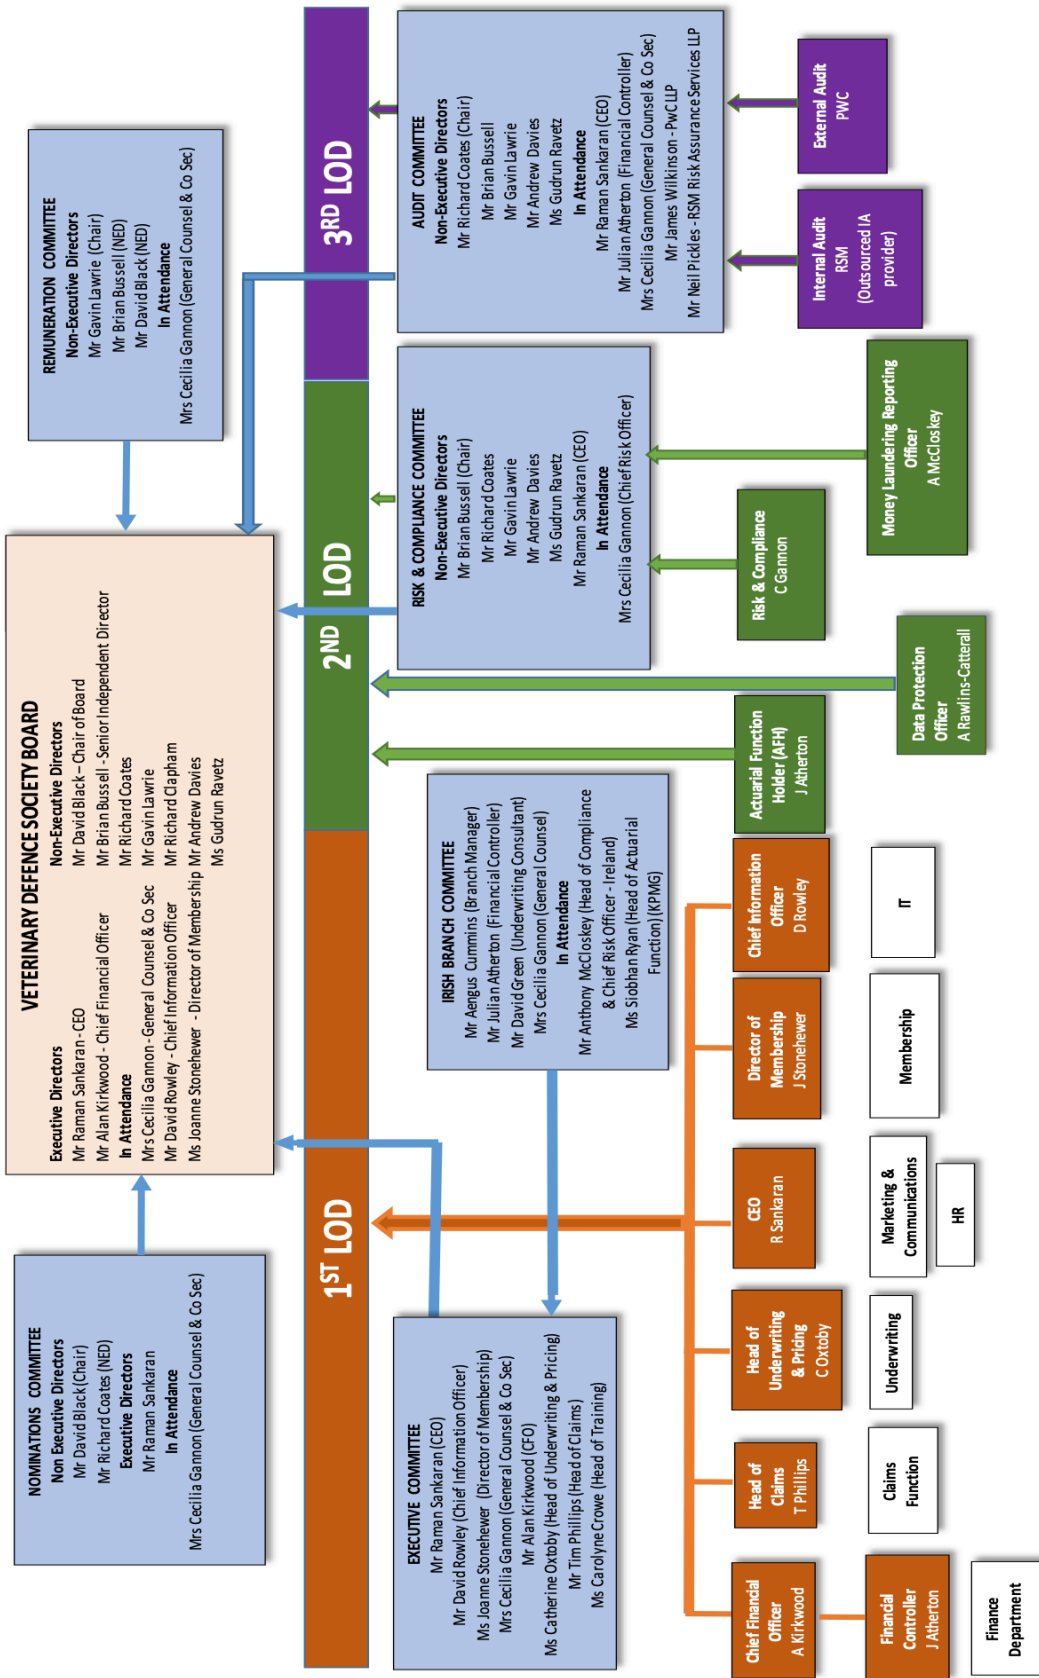 VETERINARY DEFENCE SOCIETY BOARD
Executive Directors
Mr Raman Sankaran - CEO
Mr Alan Kirkwood - Chief Financial Officer
In Attendance
Mrs Cecilia Gannon - General Counsel & Co Sec
Mr David Rowley - Chief Information Officer
Ms Joanne Stonehewer - Director of Membership
Non-Executive Directors
Mr David Black – Chair of Board
Mr Brian Bussell - Senior Independent Director
Mr Richard Coates
Mr Gavin Lawrie
Mr Richard Clapham
Mr Andrew Davies
Ms Gudrun Ravetz
NOMINATIONS COMMITTEE
Non Executive Directors
Mr David Black (Chair)
Mr Richard Coates (NED)
Executive Directors
Mr Raman Sankaran
In Attendance
Mrs Cecilia Gannon (General Counsel & Co Sec)
REMUNERATION COMMITTEE
Non-Executive Directors
Mr Gavin Lawrie (Chair)
Mr Brian Bussell (NED)
Mr David Black (NED)
In Attendance
Mrs Cecilia Gannon (General Counsel & Co Sec)
1ST LOD
2ND LOD
3RD LOD
EXECUTIVE COMMITTEE
Mr Raman Sankaran (CEO)
Mr David Rowley (Chief Information Officer)
Ms Joanne Stonehewer (Director of Membership)
Mrs Cecilia Gannon (General Counsel & Co Sec)
Mr Alan Kirkwood (CFO)
Ms Catherine Oxtoby (Head of Underwriting & Pricing)
Mr Tim Phillips (Head of Claims)
Ms Carolyne Crowe (Head of Training)
IRISH BRANCH COMMITTEE
Mr Aengus Cummins (Branch Manager)
Mr Julian Atherton (Financial Controller)
Mr David Green (Underwriting Consultant)
Mrs Cecilia Gannon (General Counsel)
In Attendance
Mr Anthony McCloskey (Head of Compliance
& Chief Risk Officer - Ireland)
Ms Siobhan Ryan (Head of Actuarial
Function) (KPMG)
RISK & COMPLIANCE COMMITTEE
Non-Executive Directors
Mr Brian Bussell (Chair)
Mr Richard Coates
Mr Gavin Lawrie
Mr Andrew Davies
Ms Gudrun Ravetz
Mr Raman Sankaran (CEO)
In Attendance
Mrs Cecilia Gannon (Chief Risk Officer)
AUDIT COMMITTEE
Non-Executive Directors
Mr Richard Coates (Chair)
Mr Brian Bussell
Mr Gavin Lawrie
Mr Andrew Davies
Ms Gudrun Ravetz
In Attendance
Mr Raman Sankaran (CEO)
Mr Julian Atherton (Financial Controller)
Mrs Cecilia Gannon (General Counsel & Co Sec)
Mr James Wilkinson - PwC LLP
Mr Neil Pickles - RSM Risk Assurance Services LLP
Chief Financial
Officer
A Kirkwood
Head of
Claims
T Phillips
Head of
Underwriting
& Pricing
C Oxtoby
CEO
R Sankaran
Director of
Membership
J Stonehewer
Chief Information
Officer
D Rowley
Actuarial Function
Holder (AFH)
J Atherton
Risk & Compliance
C Gannon
Internal Audit
RSM
(Outsourced IA
provider)
External Audit
PWC
Financial
Controller
J Atherton
Claims
Function
Underwriting
Marketing &
Communications
Membership
IT
Data Protection
Officer
A Rawlins-Catterall
Money Laundering Reporting
Officer
A McCloskey
HR
Finance
Department